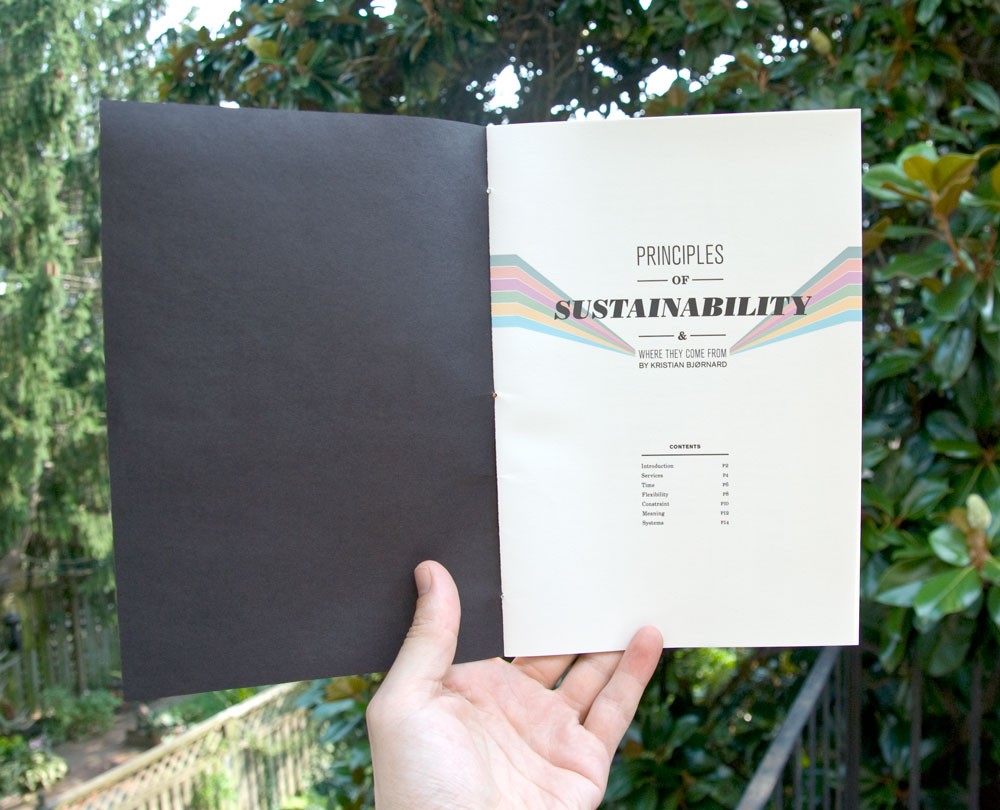 PRINCIPLES
OF
SUSTAINABILITY
&
WHERE THEY COME FROM
BY KRISTIAN BJØRNARD
CONTENTS
Introduction P2
Services P4
Time P6
Flexibility P8
Constraint P10
Meaning P12
Systems P14